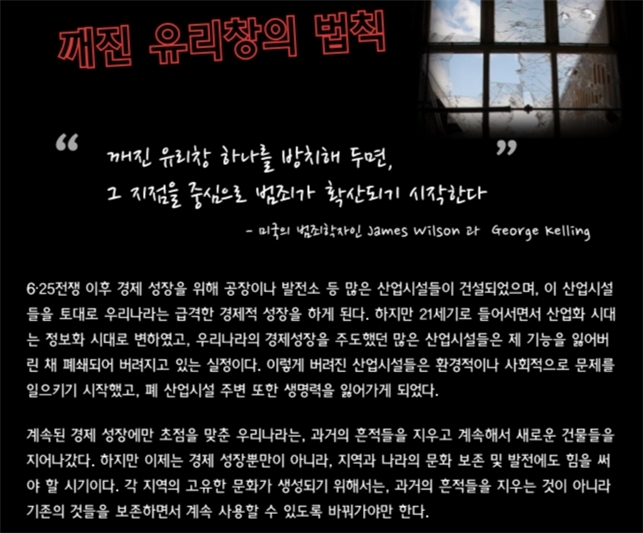 깨진 유리창의 법칙
“ 깨진 유리창 하나를 방치해 두면, ”
그 지점을 중심으로 범죄가 확산되기 시작한다
- 미국의 범죄학자인 James Wilson 과 George Kelling
6·25전쟁 이후 경제 성장을 위해 공장이나 발전소 등 많은 산업시설들이 건설되었으며, 이 산업시설
들을 토대로 우리나라는 급격한 경제적 성장을 하게 된다. 하지만 21세기로 들어서면서 산업화 시대
는 정보화 시대로 변하였고, 우리나라의 경제성장을 주도했던 많은 산업시설들은 제 기능을 잃어버
린 채 폐쇄되어 버려지고 있는 실정이다. 이렇게 버려진 산업시설들은 환경적이나 사회적으로 문제를
일으키기 시작했고, 폐 산업시설 주변 또한 생명력을 잃어가게 되었다.
계속된 경제 성장에만 초점을 맞춘 우리나라는, 과거의 흔적들을 지우고 계속해서 새로운 건물들을
지어나갔다. 하지만 이제는 경제 성장뿐만이 아니라, 지역과 나라의 문화 보존 및 발전에도 힘을 써
야 할 시기이다. 각 지역의 고유한 문화가 생성되기 위해서는, 과거의 흔적들을 지우는 것이 아니라
기존의 것들을 보존하면서 계속 사용할 수 있도록 바꿔가야만 한다.